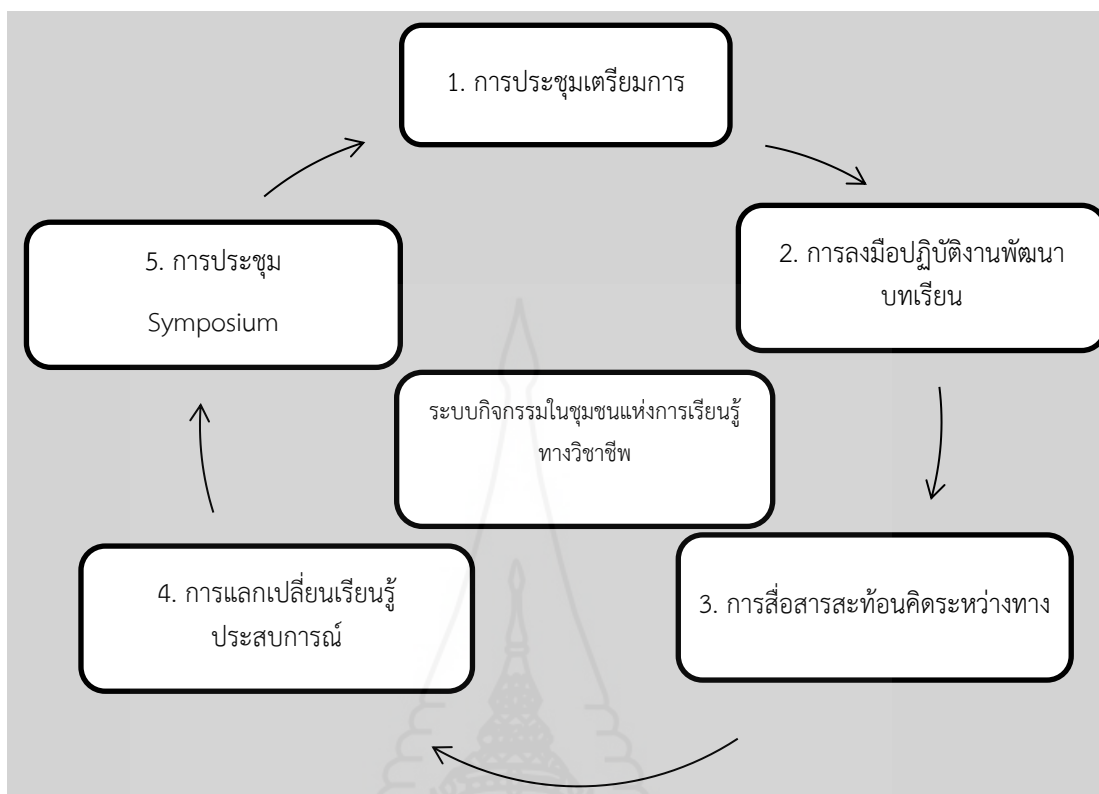 1. การประชุมเตรียมการ
2. การลงมือปฏิบัติงานพัฒนา
บทเรียน
3. การสื่อสารสะท้อนคิดระหว่างทาง
4. การแลกเปลี่ยนเรียนรู้
ประสบการณ์
5. การประชุม
Symposium
ระบบกิจกรรมในชุมชนแห่งการเรียนรู้
ทางวิชาชีพ